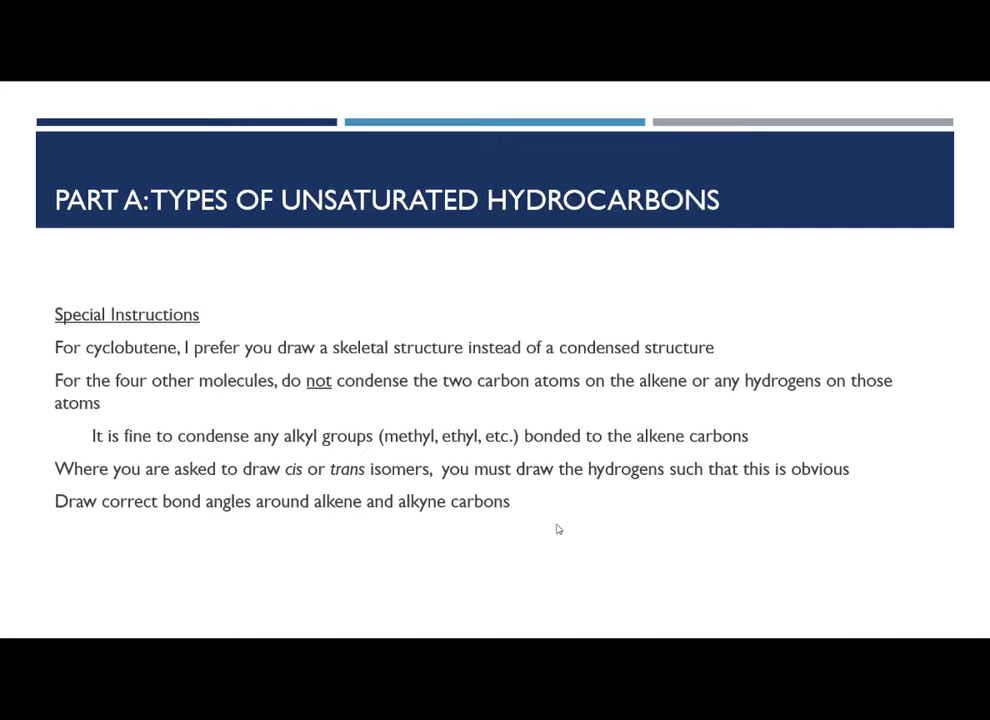 PART A: TYPES OF UNSATURATED HYDROCARBONS
Special Instructions
For cyclobutene, I prefer you draw a skeletal structure instead of a condensed structure
For the four other molecules, do not condense the two carbon atoms on the alkene or any hydrogens on those
atoms
It is fine to condense any alkyl groups (methyl, ethyl, etc.) bonded to the alkene carbons
Where you are asked to draw cis or trans isomers, you must draw the hydrogens such that this is obvious
Draw correct bond angles around alkene and alkyne carbons